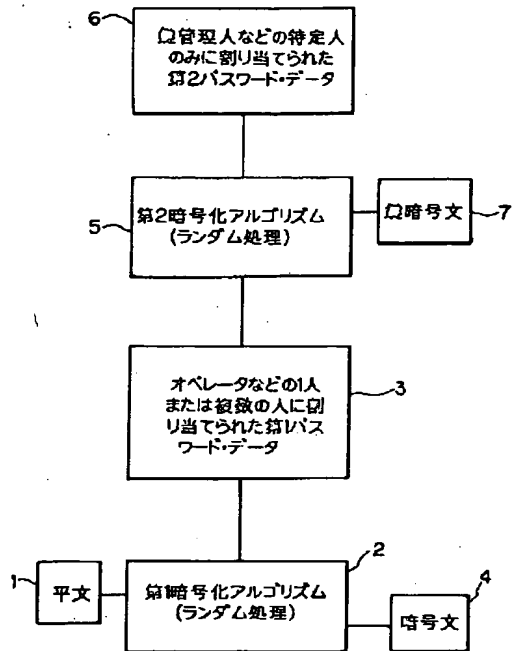 6
管理人などの特定人
のみに割り当てられた
第2パスワード・データ
5
第2暗号化アルゴリズム
(ランダム処理)
暗号文
7
オペレータなどの1人
または複数の人に割
り当てられた第1パス
ワード・データ
3
1
平文
2
第1暗号化アルゴリズム
(ランダム処理)
4
暗号文